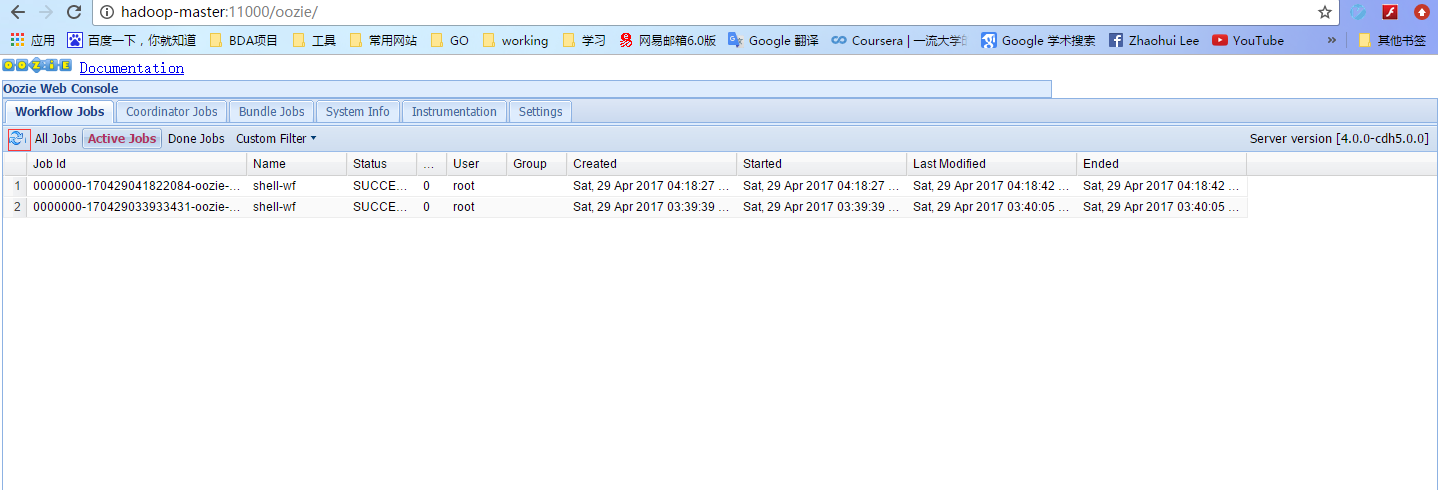 hadoop-master:11000/oozie/
应用 百度一下，你就知道 BDA项目 工具 常用网站 GO working 学习 网易邮箱6.0版 Google 翻译 Coursera | 一流大学的 Google 学术搜索 Zhaohui Lee YouTube » 其他书签
OOZIE Documentation
Oozie Web Console
Workflow Jobs Coordinator Jobs Bundle Jobs System Info Instrumentation Settings
All Jobs Active Jobs Done Jobs Custom Filter Server version [4.0.0-cdh5.0.0]
Job Id Name Status ... User Group Created Started Last Modified Ended
1 0000000-170429041822084-oozie-... shell-wf SUCCE... 0 root Sat, 29 Apr 2017 04:18:27 ... Sat, 29 Apr 2017 04:18:27 ... Sat, 29 Apr 2017 04:18:42 ... Sat, 29 Apr 2017 04:18:42 ...
2 0000000-170429033933431-oozie-... shell-wf SUCCE... 0 root Sat, 29 Apr 2017 03:39:39 ... Sat, 29 Apr 2017 03:39:39 ... Sat, 29 Apr 2017 03:40:05 ... Sat, 29 Apr 2017 03:40:05 ...